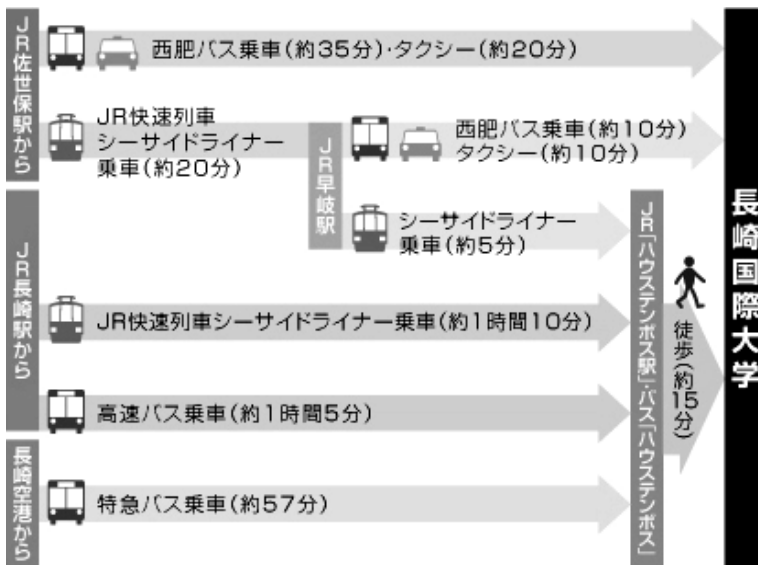 JR佐世保駅から
西肥バス乗車(約35分)・タクシー(約20分)
JR快速列車
シーサイドライナー
乗車(約20分)
JR早岐駅
西肥バス乗車(約10分)
タクシー(約10分)
シーサイドライナー
乗車(約5分)
JR長崎駅から
JR快速列車シーサイドライナー乗車(約1時間10分)
高速バス乗車(約1時間5分)
長崎空港から
特急バス乗車(約57分)
JR「ハウステンボス駅」・バス「ハウステンボス」
徒歩(約15分)
長崎国際大学